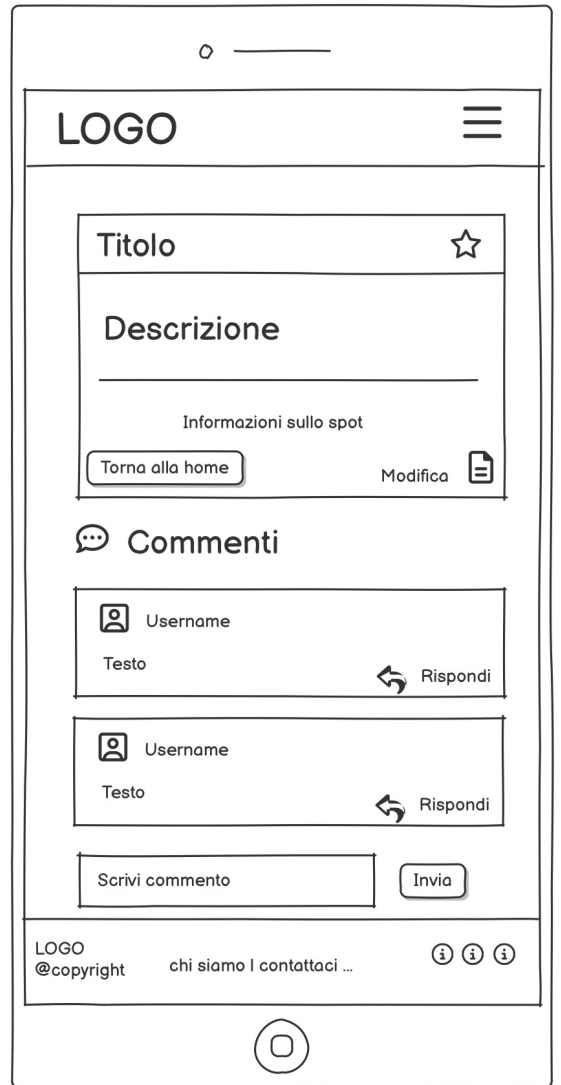 LOGO
Titolo
Descrizione
Informazioni sullo spot
Torna alla home
Modifica
Commenti
Username
Testo
Rispondi
Username
Testo
Rispondi
Scrivi commento
Invia
LOGO
@copyright
chi siamo | contattaci ...